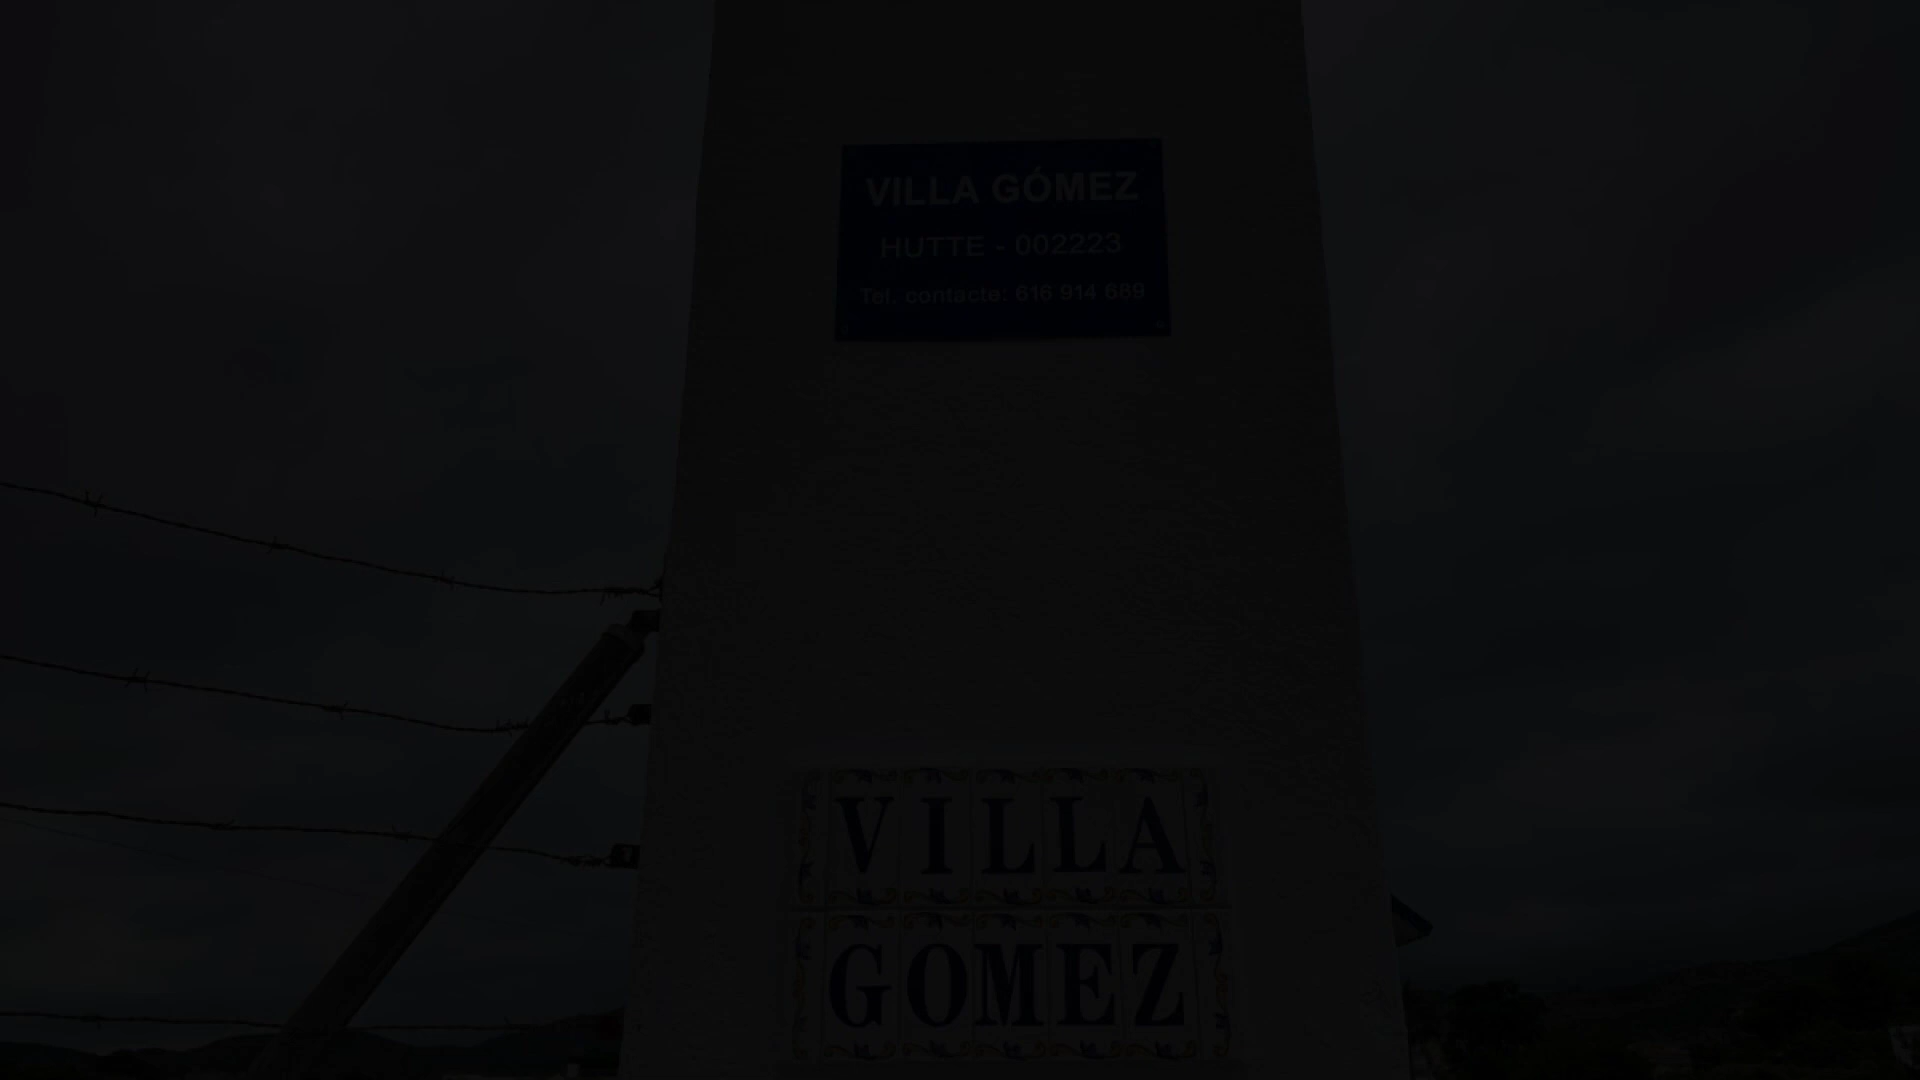 VILLA GÓMEZ
HUTTE - 002223
Tel. contacte: 616 914 689
VILLA
GOMEZ